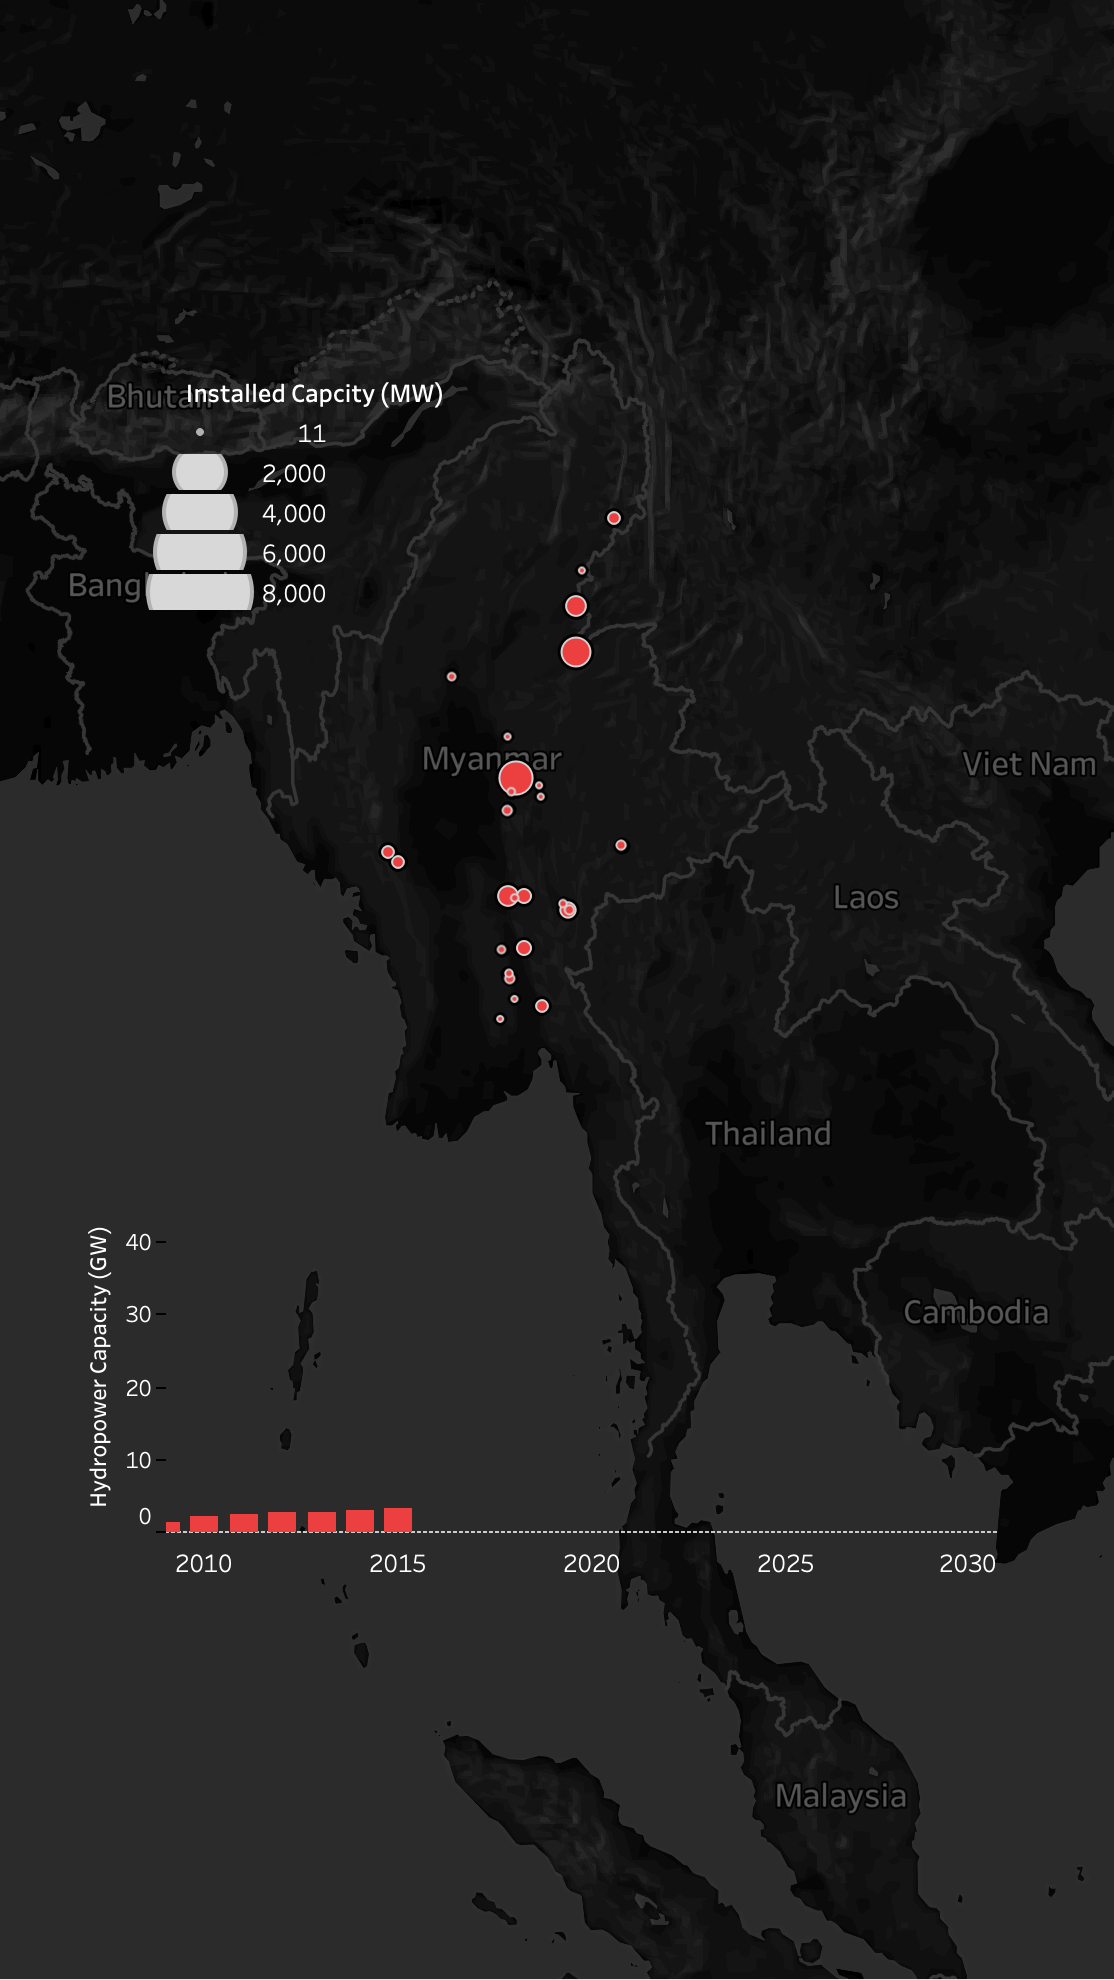 Bhutan
Installed Capcity (MW)
11
2,000
4,000
6,000
8,000
Bang
Myanmar
Viet Nam
Laos
Thailand
Cambodia
Hydropower Capacity (GW)
40
30
20
10
0
2010 2015 2020 2025 2030
Malaysia